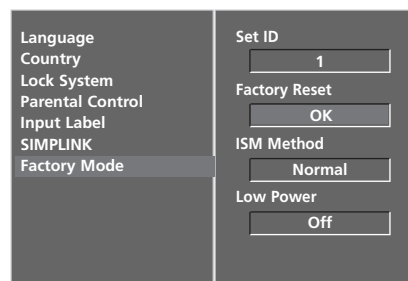 Language
Country
Lock System
Parental Control
Input Label
SIMPLINK
Factory Mode
Set ID
1
Factory Reset
OK
ISM Method
Normal
Low Power
Off